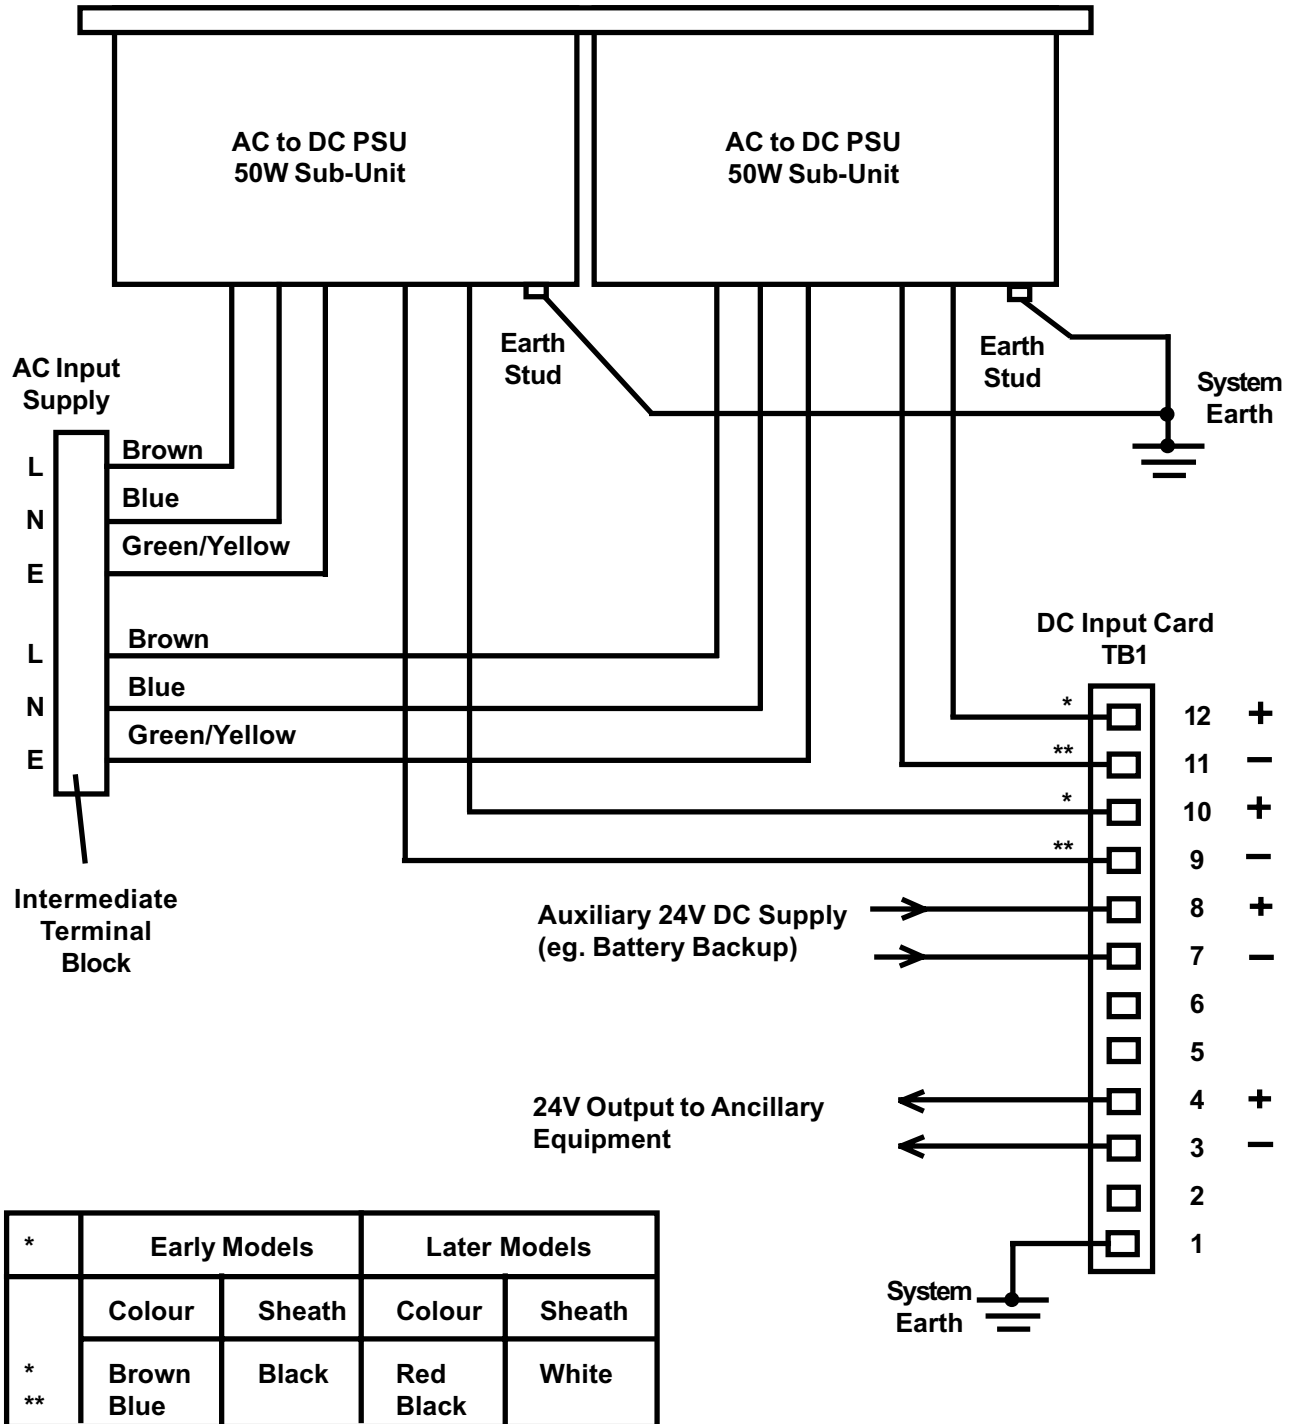 AC to DC PSU
50W Sub-Unit
AC to DC PSU
50W Sub-Unit
Earth
Stud
Earth
Stud
System
Earth
AC Input
Supply
L
Brown
N
Blue
E
Green/Yellow
L
Brown
N
Blue
E
Green/Yellow
Intermediate
Terminal
Block
DC Input Card
TB1
* 12 +
** 11 −
* 10 +
** 9 −
Auxiliary 24V DC Supply
(eg. Battery Backup)
8 +
7 −
6
5
24V Output to Ancillary
Equipment
4 +
3 −
2
1
System
Earth
* Early Models Later Models
Colour Sheath Colour Sheath
* Brown Black Red White
** Blue Black